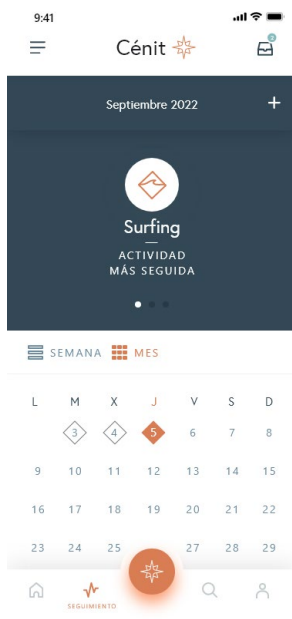 9:41
Cénit
3
Septiembre 2022
+
Surfing
ACTIVIDAD
MÁS SEGUIDA
SEMANA MES
L M X J V S D
3 4 5 6 7 8
9 10 11 12 13 14 15
16 17 18 19 20 21 22
23 24 25 27 28 29
SEGUIMIENTO